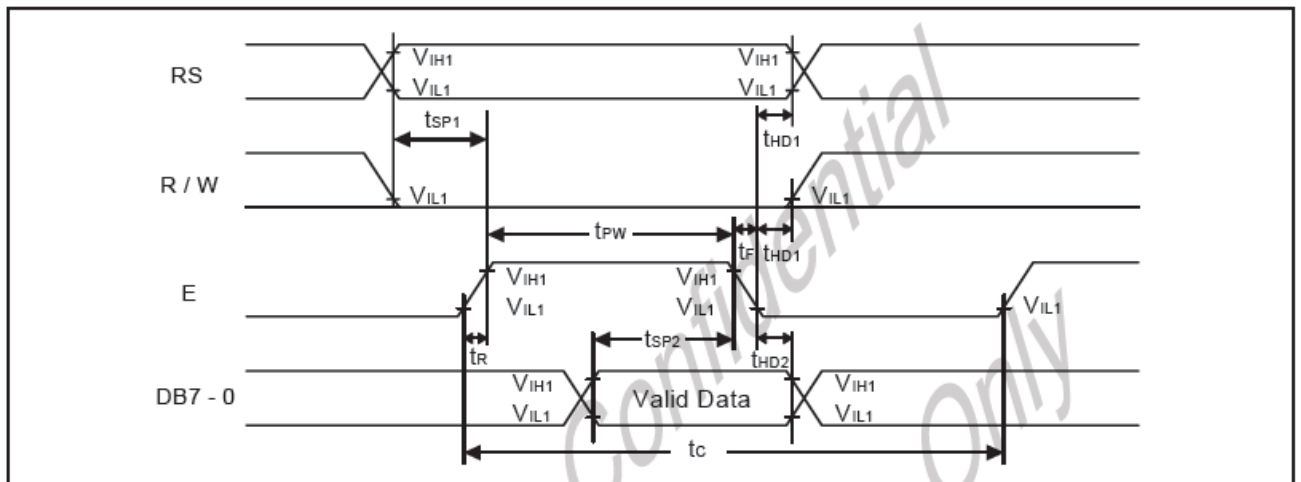 RS
VIH1 VIH1
VIL1 VIL1
tSP1 tHD1
R / W
VIL1 VIL1
tPW tF tHD1
E
VIH1 VIH1
VIL1 VIL1 VIL1
tR tSP2 tHD2
DB7 - 0
VIH1 Valid Data VIH1
VIL1 VIL1
tC
Confidential
Only